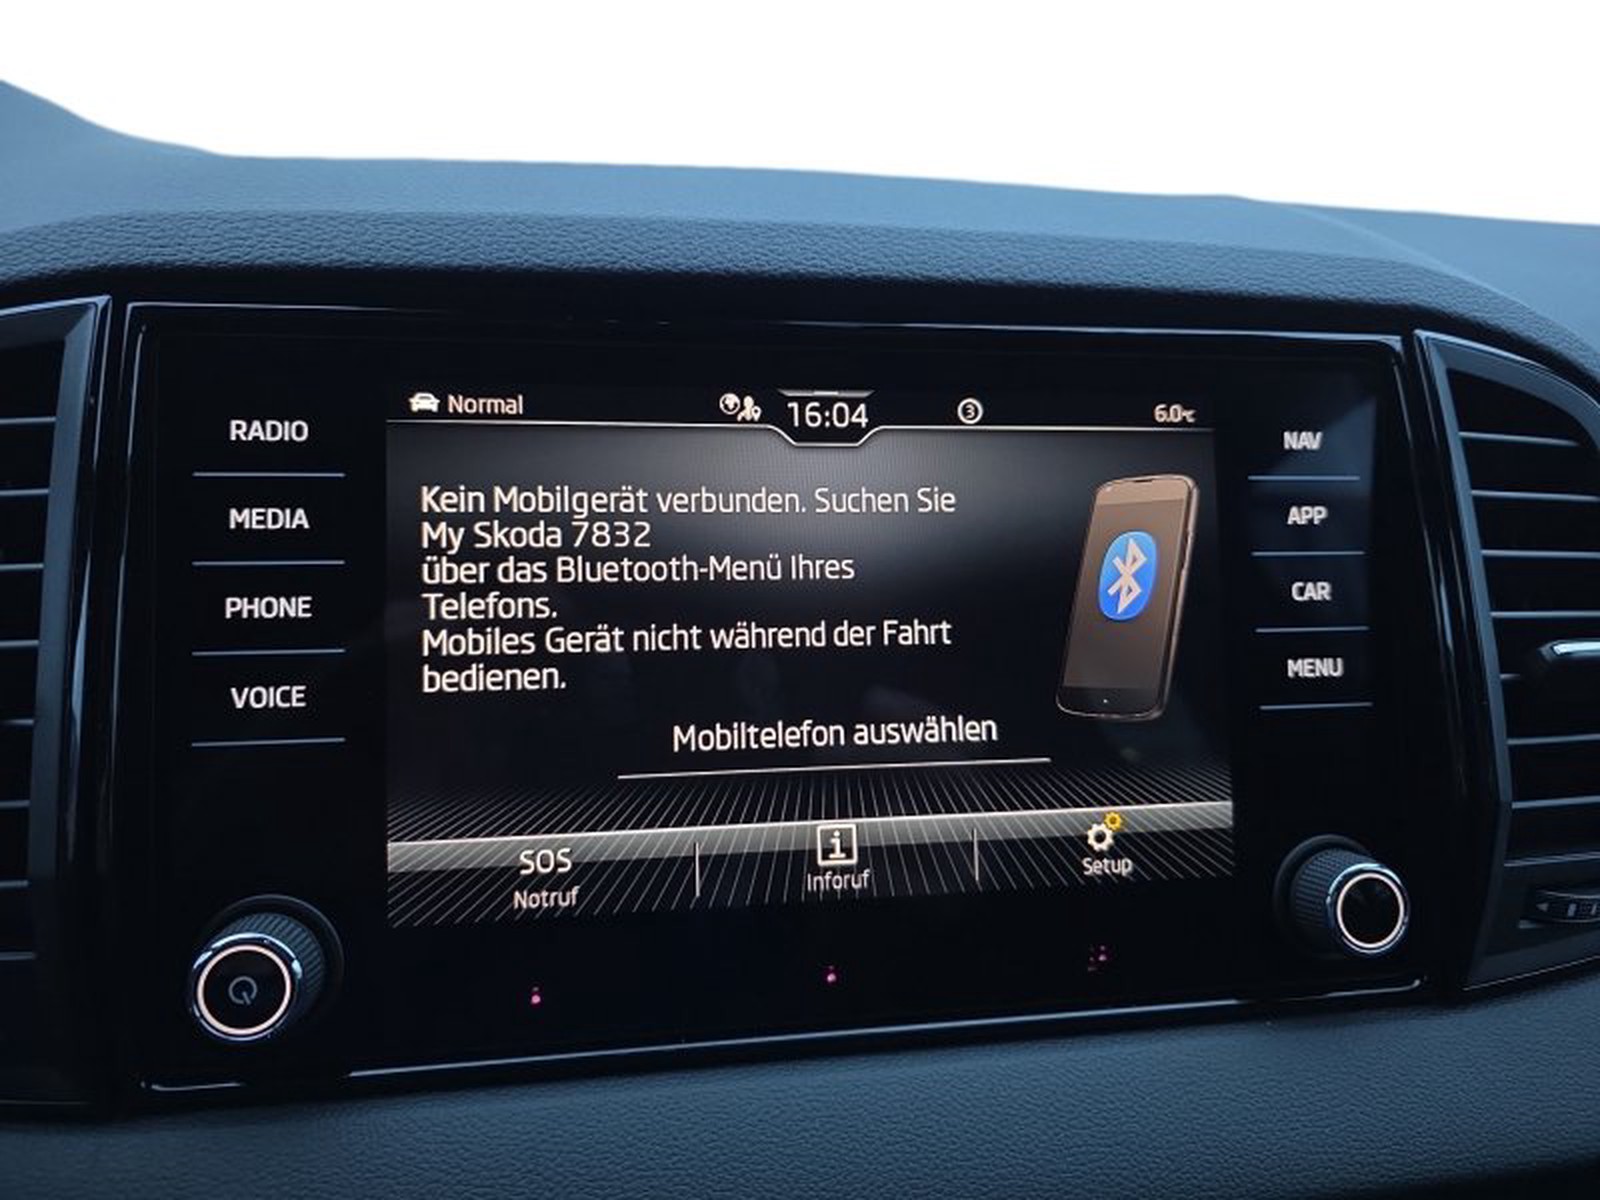 Normal
16:04
3
6.0°C
RADIO
MEDIA
PHONE
VOICE
Kein Mobilgerät verbunden. Suchen Sie
My Skoda 7832
über das Bluetooth-Menü Ihres
Telefons.
Mobiles Gerät nicht während der Fahrt
bedienen.
Mobiltelefon auswählen
SOS
Notruf
i
Inforuf
Setup
NAV
APP
CAR
MENU